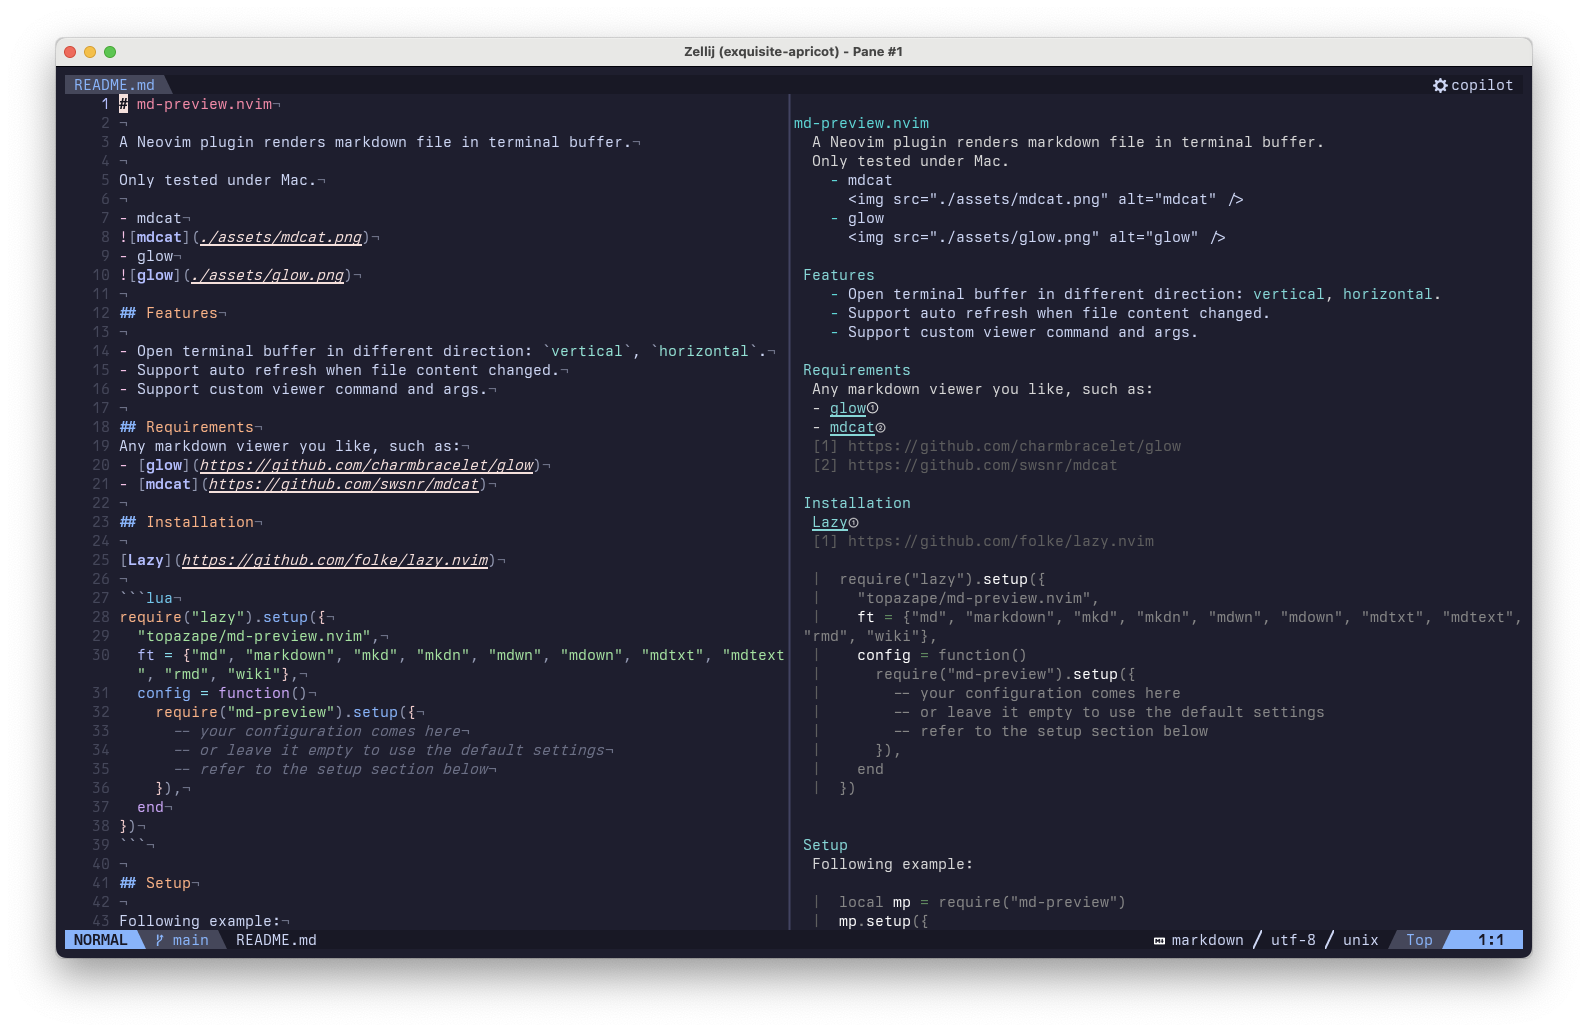 Zellij (exquisite-apricot) - Pane #1
README.md
copilot
1 # md-preview.nvim¬
2 ¬
3 A Neovim plugin renders markdown file in terminal buffer.¬
4 ¬
5 Only tested under Mac.¬
6 ¬
7 - mdcat¬
8 ![mdcat](./assets/mdcat.png)¬
9 - glow¬
10 ![glow](./assets/glow.png)¬
11 ¬
12 ## Features¬
13 ¬
14 - Open terminal buffer in different direction: `vertical`, `horizontal`.¬
15 - Support auto refresh when file content changed.¬
16 - Support custom viewer command and args.¬
17 ¬
18 ## Requirements¬
19 Any markdown viewer you like, such as:¬
20 - [glow](https://github.com/charmbracelet/glow)¬
21 - [mdcat](https://github.com/swsnr/mdcat)¬
22 ¬
23 ## Installation¬
24 ¬
25 [Lazy](https://github.com/folke/lazy.nvim)¬
26 ¬
27 ```lua¬
28 require("lazy").setup({¬
29   "topazape/md-preview.nvim",¬
30   ft = {"md", "markdown", "mkd", "mkdn", "mdwn", "mdown", "mdtxt", "mdtext
", "rmd", "wiki"},¬
31   config = function()¬
32     require("md-preview").setup({¬
33       -- your configuration comes here¬
34       -- or leave it empty to use the default settings¬
35       -- refer to the setup section below¬
36     }),¬
37   end¬
38 })¬
39 ```¬
40 ¬
41 ## Setup¬
42 ¬
43 Following example:¬
md-preview.nvim
A Neovim plugin renders markdown file in terminal buffer.
Only tested under Mac.
- mdcat
<img src="./assets/mdcat.png" alt="mdcat" />
- glow
<img src="./assets/glow.png" alt="glow" />
Features
- Open terminal buffer in different direction: vertical, horizontal.
- Support auto refresh when file content changed.
- Support custom viewer command and args.
Requirements
Any markdown viewer you like, such as:
- glow①
- mdcat②
[1] https://github.com/charmbracelet/glow
[2] https://github.com/swsnr/mdcat
Installation
Lazy①
[1] https://github.com/folke/lazy.nvim
|  require("lazy").setup({
|    "topazape/md-preview.nvim",
|    ft = {"md", "markdown", "mkd", "mkdn", "mdwn", "mdown", "mdtxt", "mdtext",
"rmd", "wiki"},
|    config = function()
|      require("md-preview").setup({
|        -- your configuration comes here
|        -- or leave it empty to use the default settings
|        -- refer to the setup section below
|      }),
|    end
|  })
Setup
Following example:
|  local mp = require("md-preview")
|  mp.setup({
NORMAL main README.md markdown / utf-8 / unix Top 1:1